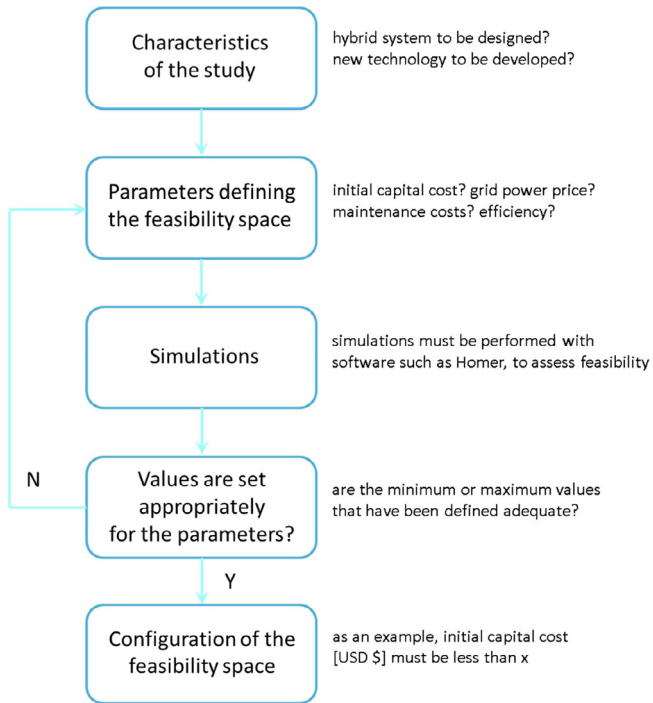 Characteristics
of the study
hybrid system to be designed?
new technology to be developed?
Parameters defining
the feasibility space
initial capital cost? grid power price?
maintenance costs? efficiency?
Simulations
simulations must be performed with
software such as Homer, to assess feasibility
N
Values are set
appropriately
for the parameters?
are the minimum or maximum values
that have been defined adequate?
Y
Configuration of the
feasibility space
as an example, initial capital cost
[USD $] must be less than x